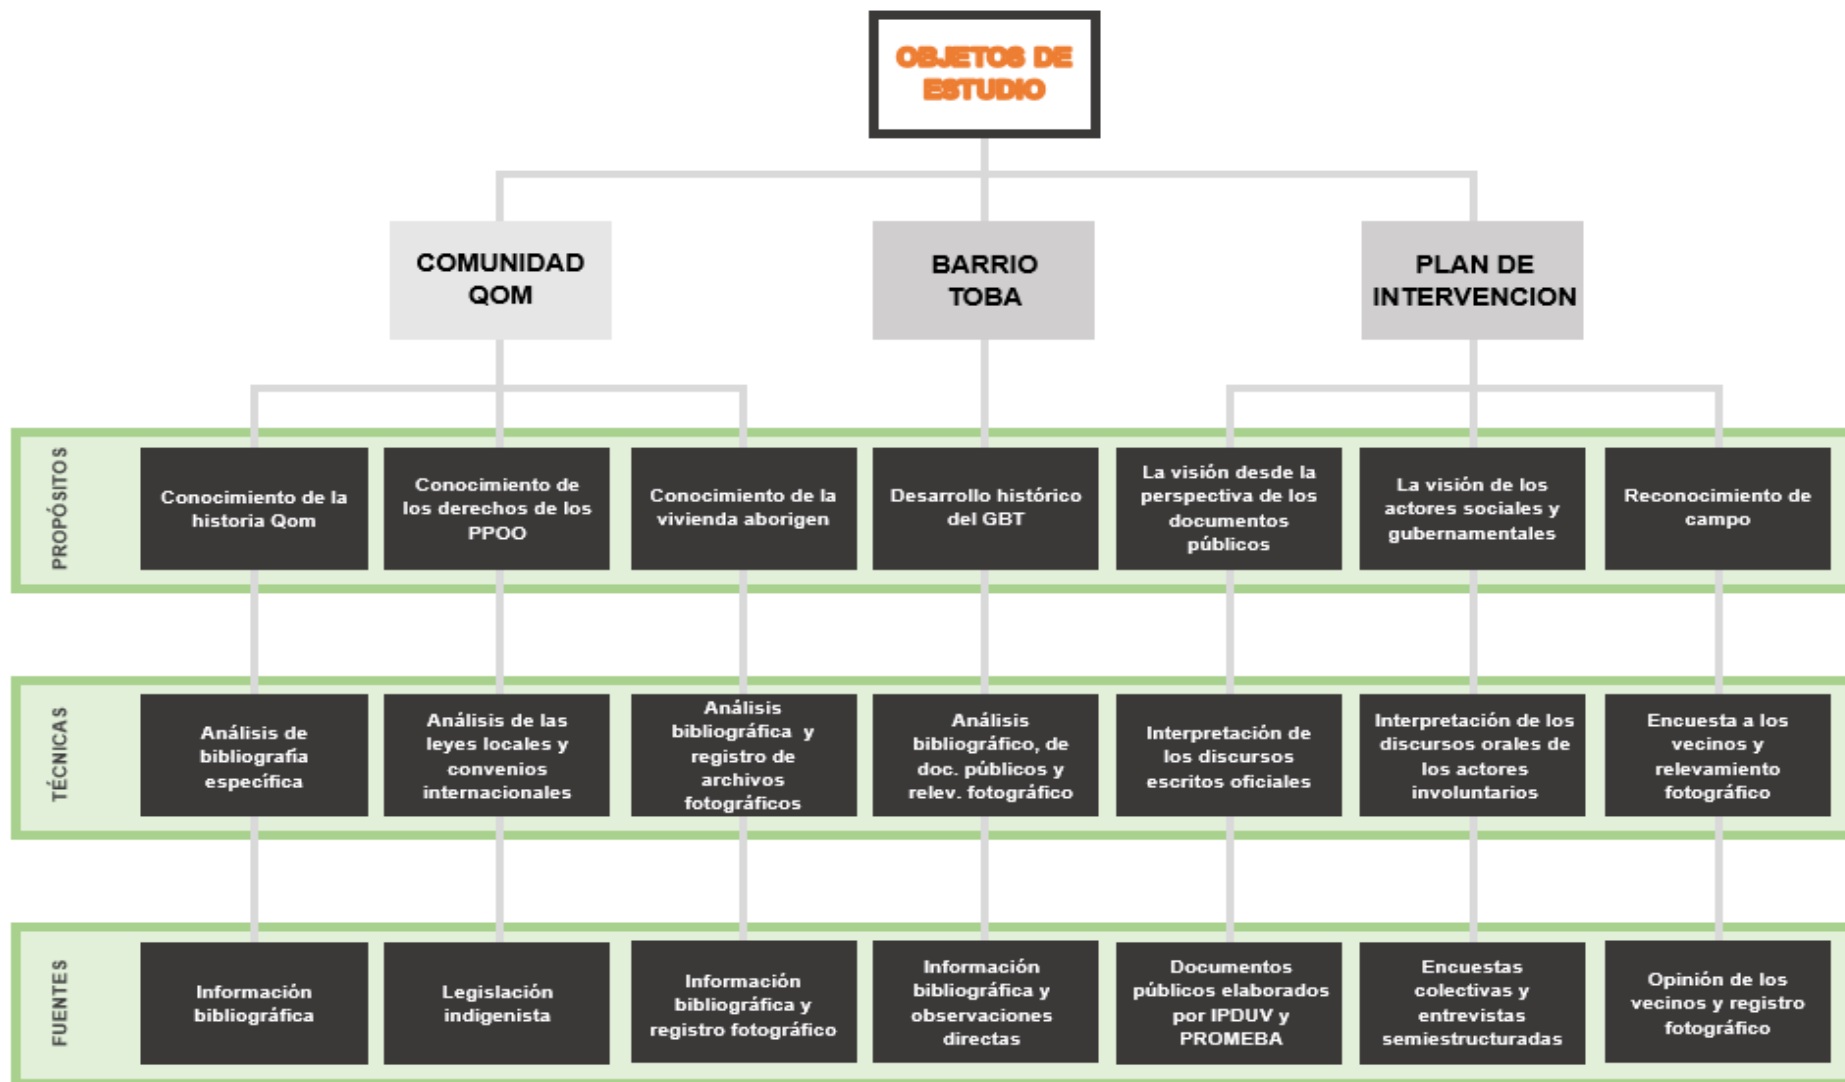 OBJETOS DE
ESTUDIO
COMUNIDAD
QOM
BARRIO
TOBA
PLAN DE
INTERVENCION
PROPÓSITOS
Conocimiento de la
historia Qom
Conocimiento de
los derechos de los
PPOO
Conocimiento de la
vivienda aborigen
Desarrollo histórico
del GBT
La visión desde la
perspectiva de los
documentos
públicos
La visión de los
actores sociales y
gubernamentales
Reconocimiento de
campo
TÉCNICAS
Análisis de
bibliografía
específica
Análisis de las
leyes locales y
convenios
internacionales
Análisis
bibliográfica y
registro de
archivos
fotográficos
Análisis
bibliográfico, de
doc. públicos y
relev. fotográfico
Interpretación de
los discursos
escritos oficiales
Interpretación de los
discursos orales de
los actores
involuntarios
Encuesta a los
vecinos y
relevamiento
fotográfico
FUENTES
Información
bibliográfica
Legislación
indigenista
Información
bibliográfica y
registro fotográfico
Información
bibliográfica y
observaciones
directas
Documentos
públicos elaborados
por IPDUV y
PROMEBA
Encuestas
colectivas y
entrevistas
semiestructuradas
Opinión de los
vecinos y registro
fotográfico